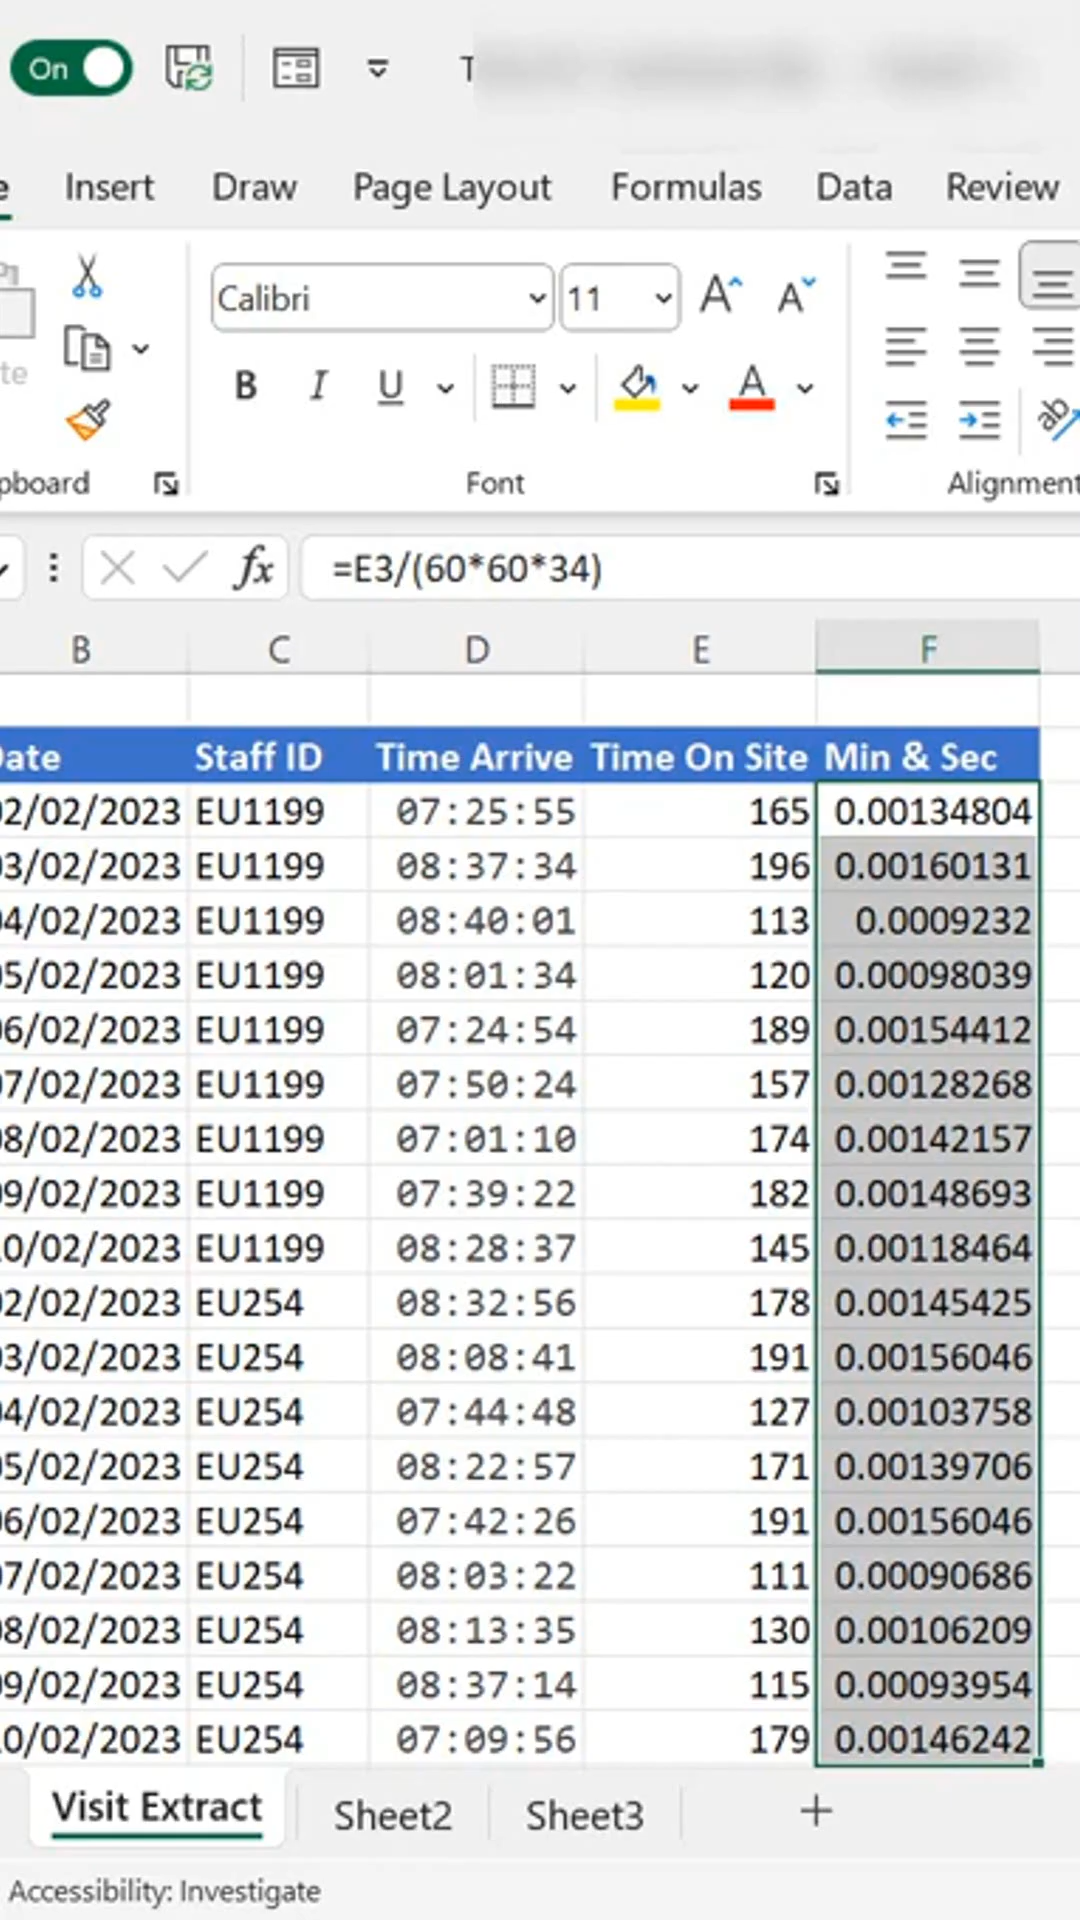 On T
e Insert Draw Page Layout Formulas Data Review
Calibri 11
te B I U A ab
pboard Font Alignment
fx =E3/(60*60*34)
B C D E F
Date Staff ID Time Arrive Time On Site Min & Sec
02/02/2023 EU1199 07:25:55 165 0.00134804
03/02/2023 EU1199 08:37:34 196 0.00160131
04/02/2023 EU1199 08:40:01 113 0.0009232
05/02/2023 EU1199 08:01:34 120 0.00098039
06/02/2023 EU1199 07:24:54 189 0.00154412
07/02/2023 EU1199 07:50:24 157 0.00128268
08/02/2023 EU1199 07:01:10 174 0.00142157
09/02/2023 EU1199 07:39:22 182 0.00148693
10/02/2023 EU1199 08:28:37 145 0.00118464
02/02/2023 EU254 08:32:56 178 0.00145425
03/02/2023 EU254 08:08:41 191 0.00156046
04/02/2023 EU254 07:44:48 127 0.00103758
05/02/2023 EU254 08:22:57 171 0.00139706
06/02/2023 EU254 07:42:26 191 0.00156046
07/02/2023 EU254 08:03:22 111 0.00090686
08/02/2023 EU254 08:13:35 130 0.00106209
09/02/2023 EU254 08:37:14 115 0.00093954
10/02/2023 EU254 07:09:56 179 0.00146242
Visit Extract Sheet2 Sheet3 +
Accessibility: Investigate